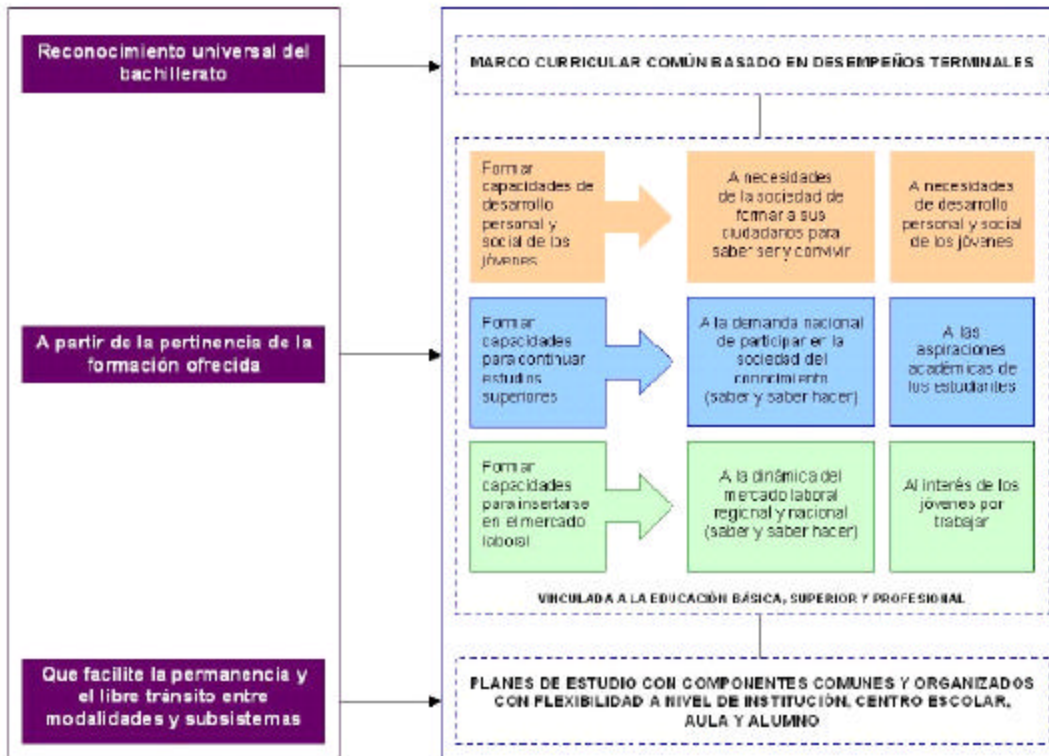 Reconocimiento universal del
bachillerato
MARCO CURRICULAR COMÚN BASADO EN DESEMPEÑOS TERMINALES
Formar
capacidades de
desarrollo
personal y
social de los
jóvenes
A necesidades
de la sociedad de
formar a sus
ciudadanos para
saber ser y convivir
A necesidades
de desarrollo
personal y social
de los jóvenes
A partir de la pertinencia de la
formación ofrecida
Formar
capacidades
para continuar
estudios
superiores
A la demanda nacional
de participar en la
sociedad del
conocimiento
(saber y saber hacer)
A las
aspiraciones
académicas de
los estudiantes
Formar
capacidades
para insertarse
en el mercado
laboral
A la dinámica del
mercado laboral
regional y nacional
(saber y saber hacer)
Al interés de los
jóvenes por
trabajar
VINCULADA A LA EDUCACIÓN BÁSICA, SUPERIOR Y PROFESIONAL
Que facilite la permanencia y
el libre tránsito entre
modalidades y subsistemas
PLANES DE ESTUDIO CON COMPONENTES COMUNES Y ORGANIZADOS
CON FLEXIBILIDAD A NIVEL DE INSTITUCIÓN, CENTRO ESCOLAR,
AULA Y ALUMNO